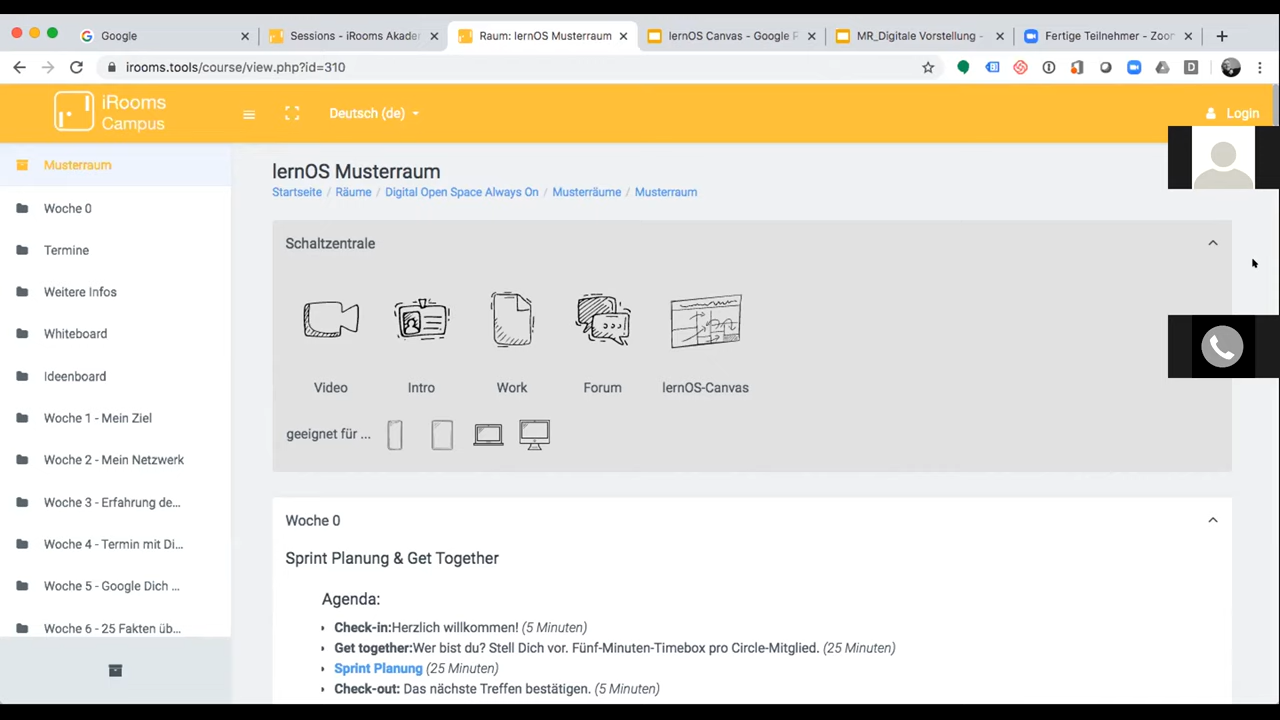 Google
Sessions - iRooms Akade
Raum: lernOS Musterraum
lernOS Canvas - Google P
MR_Digitale Vorstellung -
Fertige Teilnehmer - Zoom
irooms.tools/course/view.php?id=310
iRooms
Campus
Deutsch (de)
Login
Musterraum
Woche 0
Termine
Weitere Infos
Whiteboard
Ideenboard
Woche 1 - Mein Ziel
Woche 2 - Mein Netzwerk
Woche 3 - Erfahrung de...
Woche 4 - Termin mit Di...
Woche 5 - Google Dich ...
Woche 6 - 25 Fakten üb...
lernOS Musterraum
Startseite / Räume / Digital Open Space Always On / Musterräume / Musterraum
Schaltzentrale
Video
Intro
Work
Forum
lernOS-Canvas
geeignet für ...
Woche 0
Sprint Planung & Get Together
Agenda:
Check-in:Herzlich willkommen! (5 Minuten)
Get together:Wer bist du? Stell Dich vor. Fünf-Minuten-Timebox pro Circle-Mitglied. (25 Minuten)
Sprint Planung (25 Minuten)
Check-out: Das nächste Treffen bestätigen. (5 Minuten)